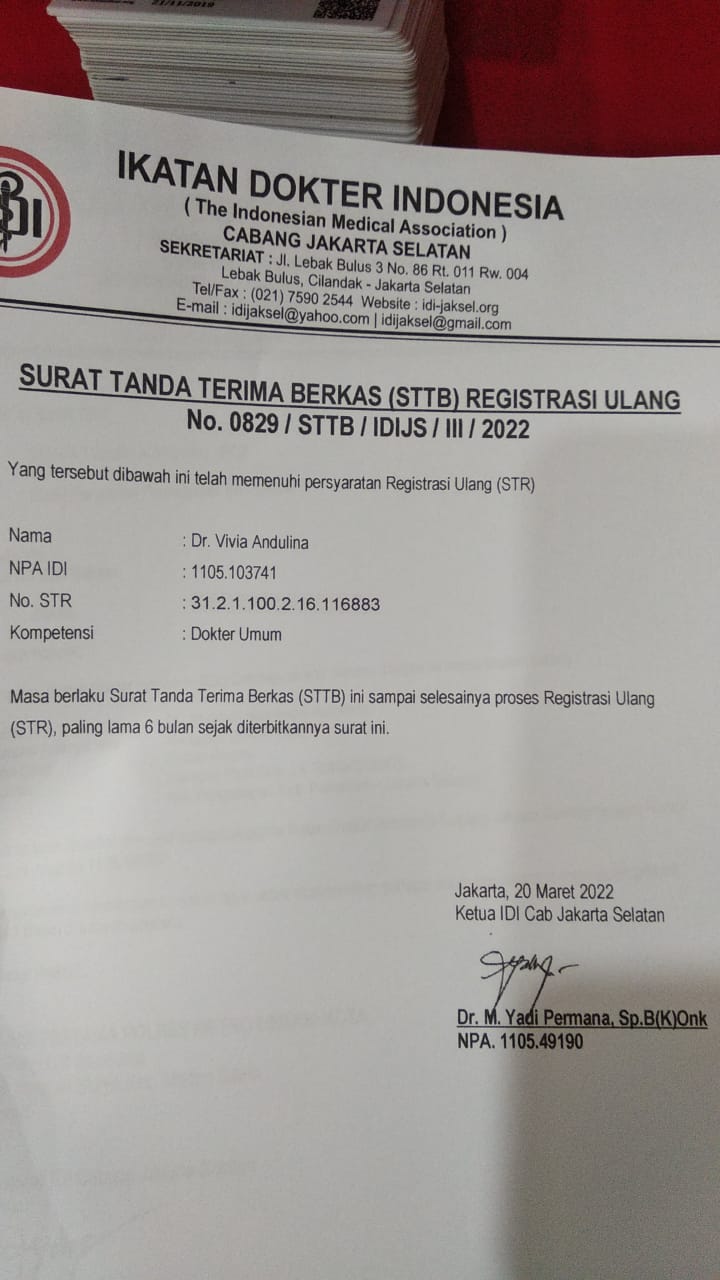 21/11/2019
IKATAN DOKTER INDONESIA
( The Indonesian Medical Association )
CABANG JAKARTA SELATAN
SEKRETARIAT : Jl. Lebak Bulus 3 No. 86 Rt. 011 Rw. 004
Lebak Bulus, Cilandak - Jakarta Selatan
Tel/Fax : (021) 7590 2544 Website : idi-jaksel.org
E-mail : idijaksel@yahoo.com | idijaksel@gmail.com
SURAT TANDA TERIMA BERKAS (STTB) REGISTRASI ULANG
No. 0829 / STTB / IDIJS / III / 2022
Yang tersebut dibawah ini telah memenuhi persyaratan Registrasi Ulang (STR)
Nama : Dr. Vivia Andulina
NPA IDI : 1105.103741
No. STR : 31.2.1.100.2.16.116883
Kompetensi : Dokter Umum
Masa berlaku Surat Tanda Terima Berkas (STTB) ini sampai selesainya proses Registrasi Ulang
(STR), paling lama 6 bulan sejak diterbitkannya surat ini.
Jakarta, 20 Maret 2022
Ketua IDI Cab Jakarta Selatan
Dr. M. Yadi Permana, Sp.B(K)Onk
NPA. 1105.49190